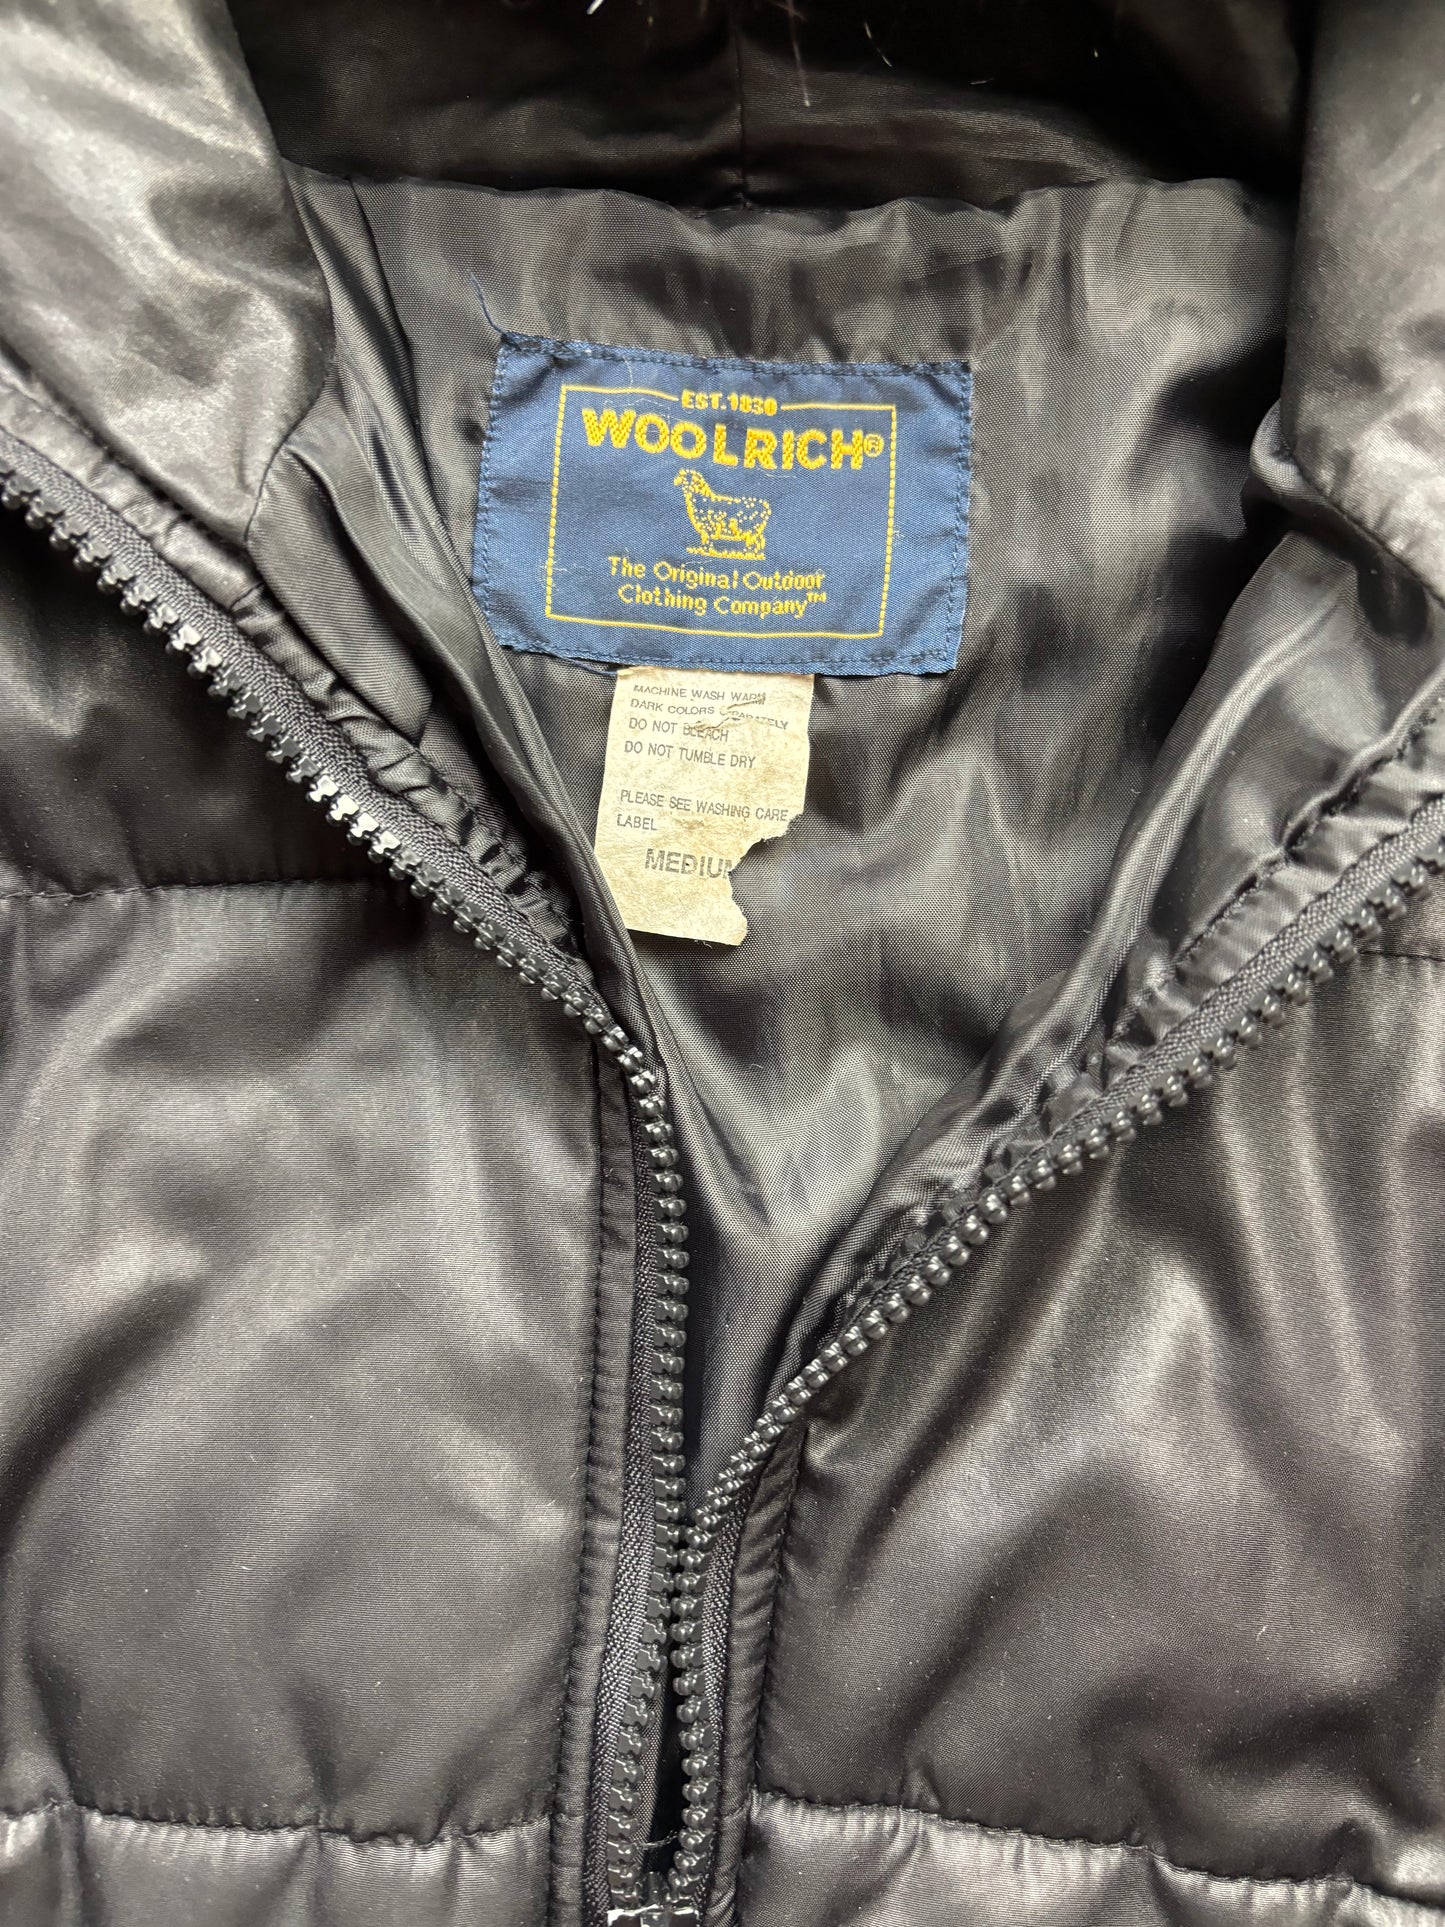 EST.1830
WOOLRICH®
The Original Outdoor
Clothing Company™
MACHINE WASH WARM
DARK COLORS SEPARATELY
DO NOT BLEACH
DO NOT TUMBLE DRY
PLEASE SEE WASHING CARE
LABEL
MEDIUM